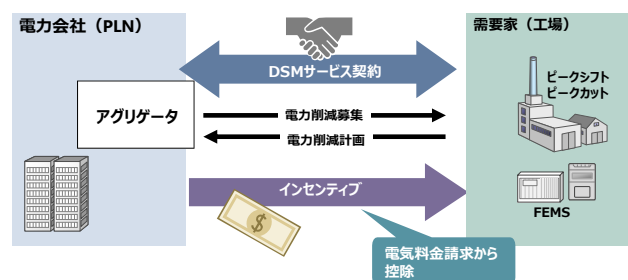 電力会社（PLN）
需要家（工場）
DSMサービス契約
ピークシフト
ピークカット
アグリゲータ
電力削減募集
電力削減計画
インセンティブ
$
FEMS
電気料金請求から
控除